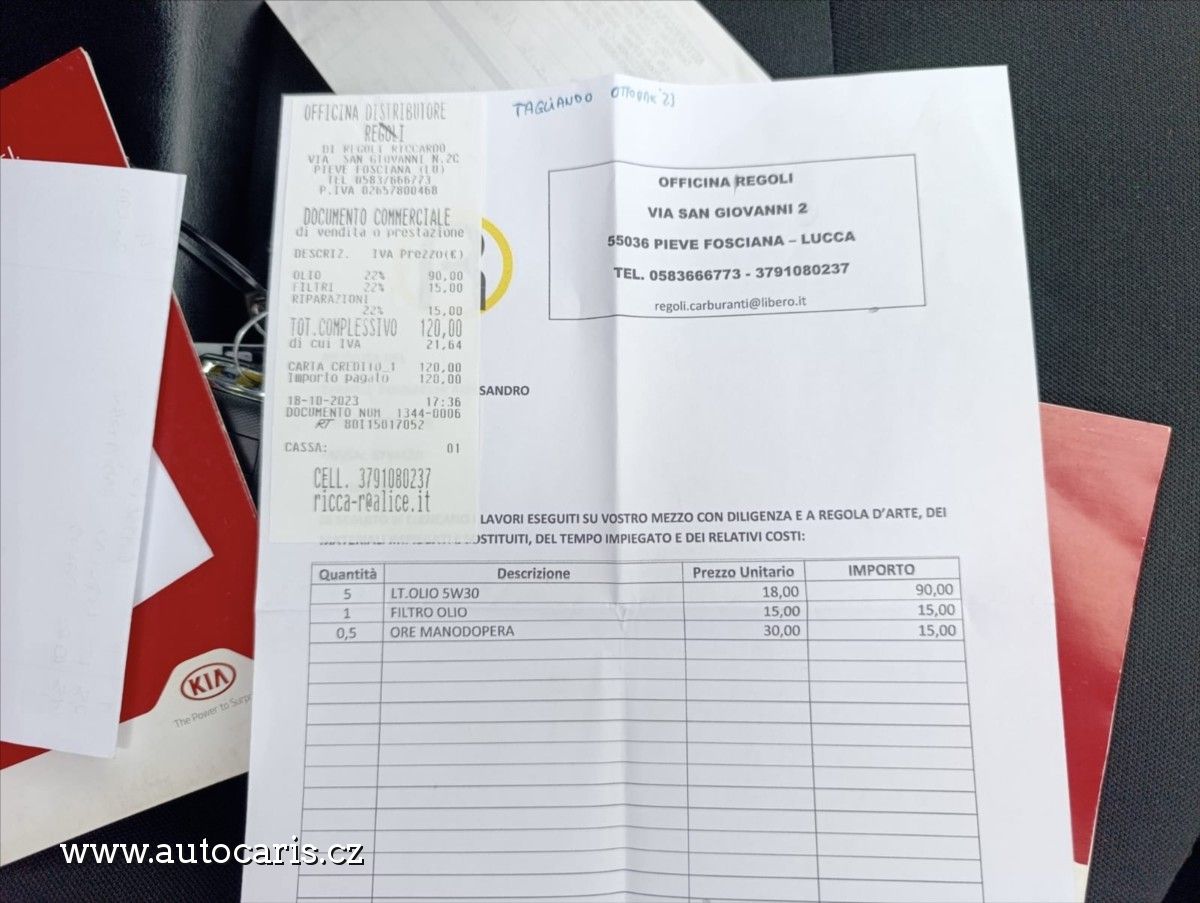 TAGLIANDO OTTOBRE '23
OFFICINA DISTRIBUTORE
REGOLI
DI REGOLI RICCARDO
VIA SAN GIOVANNI N.2C
PIEVE FOSCIANA (LU)
TEL 0583/666773
P.IVA 02657800468
DOCUMENTO COMMERCIALE
di vendita o prestazione
DESCRIZ. IVA Prezzo(€)
OLIO 22% 90,00
FILTRI 22% 15,00
RIPARAZIONI
22% 15,00
TOT.COMPLESSIVO 120,00
di cui IVA 21,64
CARTA CREDITO_1 120,00
Importo pagato 120,00
18-10-2023 17:36
DOCUMENTO NUM 1344-0006
RT 80I15017052
CASSA: 01
CELL. 3791080237
ricca-r@alice.it
OFFICINA REGOLI
VIA SAN GIOVANNI 2
55036 PIEVE FOSCIANA – LUCCA
TEL. 0583666773 - 3791080237
regoli.carburanti@libero.it
SANDRO
LAVORI ESEGUITI SU VOSTRO MEZZO CON DILIGENZA E A REGOLA D'ARTE, DEI
OSTITUITI, DEL TEMPO IMPIEGATO E DEI RELATIVI COSTI:
Quantità Descrizione Prezzo Unitario IMPORTO
5 LT.OLIO 5W30 18,00 90,00
1 FILTRO OLIO 15,00 15,00
0,5 ORE MANODOPERA 30,00 15,00
KIA
The Power to Surpr
www.autocaris.cz